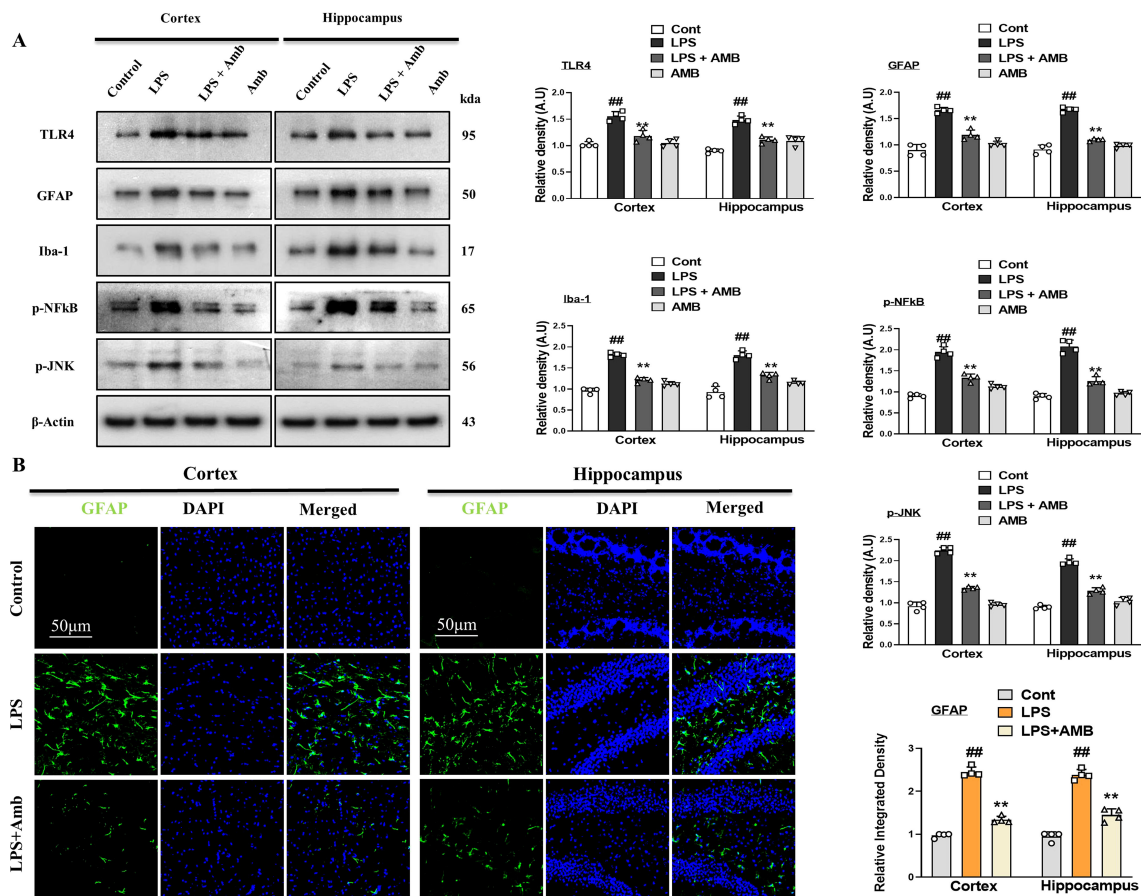 A
Cortex
Hippocampus
Control
LPS
LPS + Amb
Amb
Control
LPS
LPS + Amb
Amb
kda
TLR4
95
GFAP
50
Iba-1
17
p-NFkB
65
p-JNK
56
β-Actin
43
Cont
LPS
LPS + AMB
AMB
TLR4
Relative density (A.U)
2.0
1.5
1.0
0.5
0.0
##
**
##
**
Cortex
Hippocampus
Cont
LPS
LPS + AMB
AMB
GFAP
Relative density (A.U)
2.0
1.5
1.0
0.5
0.0
##
**
##
**
Cortex
Hippocampus
Cont
LPS
LPS + AMB
AMB
Iba-1
Relative density (A.U)
2.5
2.0
1.5
1.0
0.5
0.0
##
**
##
**
Cortex
Hippocampus
Cont
LPS
LPS + AMB
AMB
p-NFkB
Relative density (A.U)
2.5
2.0
1.5
1.0
0.5
0.0
##
**
##
**
Cortex
Hippocampus
B
Cortex
Hippocampus
GFAP
DAPI
Merged
GFAP
DAPI
Merged
Control
50μm
50μm
LPS
LPS+Amb
Cont
LPS
LPS + AMB
AMB
p-JNK
Relative density (A.U)
2.5
2.0
1.5
1.0
0.5
0.0
##
**
##
**
Cortex
Hippocampus
Cont
LPS
LPS+AMB
GFAP
Relative Integrated Density
3
2
1
0
##
**
##
**
Cortex
Hippocampus